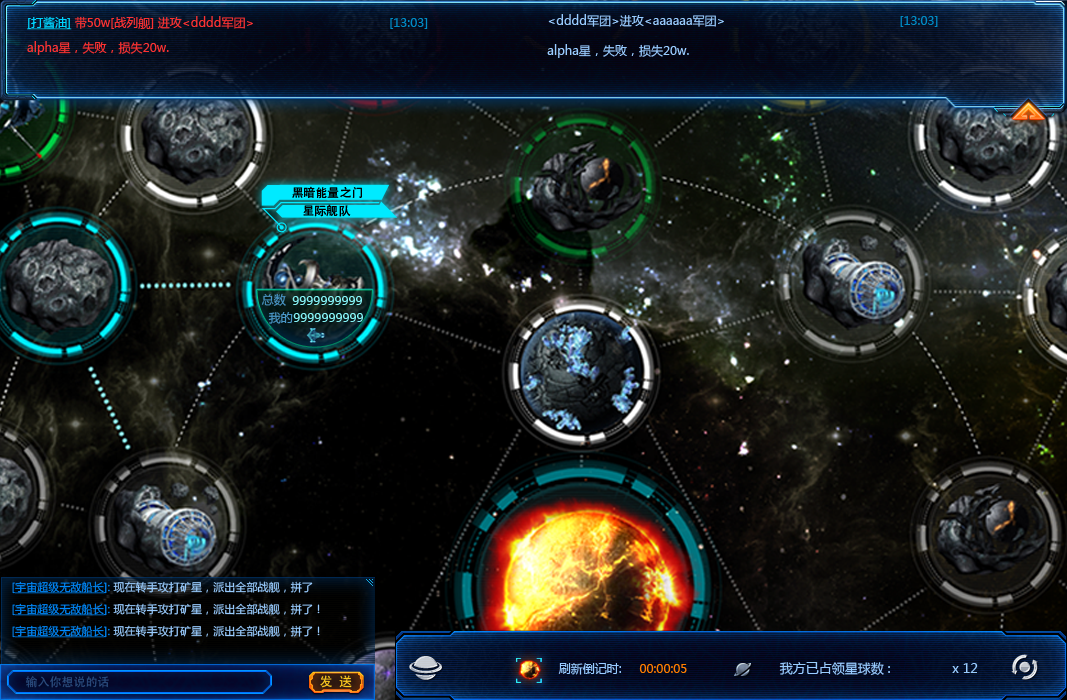 [打酱油] 带50w[战列舰] 进攻<dddd军团> [13:03]
alpha星，失败，损失20w.
<dddd军团>进攻<aaaaaa军团> [13:03]
alpha星，失败，损失20w.
黑暗能量之门
星际舰队
总数 9999999999
我的9999999999
[宇宙超级无敌船长]: 现在转手攻打矿星，派出全部战舰，拼了
[宇宙超级无敌船长]: 现在转手攻打矿星，派出全部战舰，拼了！
[宇宙超级无敌船长]: 现在转手攻打矿星，派出全部战舰，拼了！
输入你想说的话 发 送
刷新倒记时: 00:00:05 我方已占领星球数： x 12